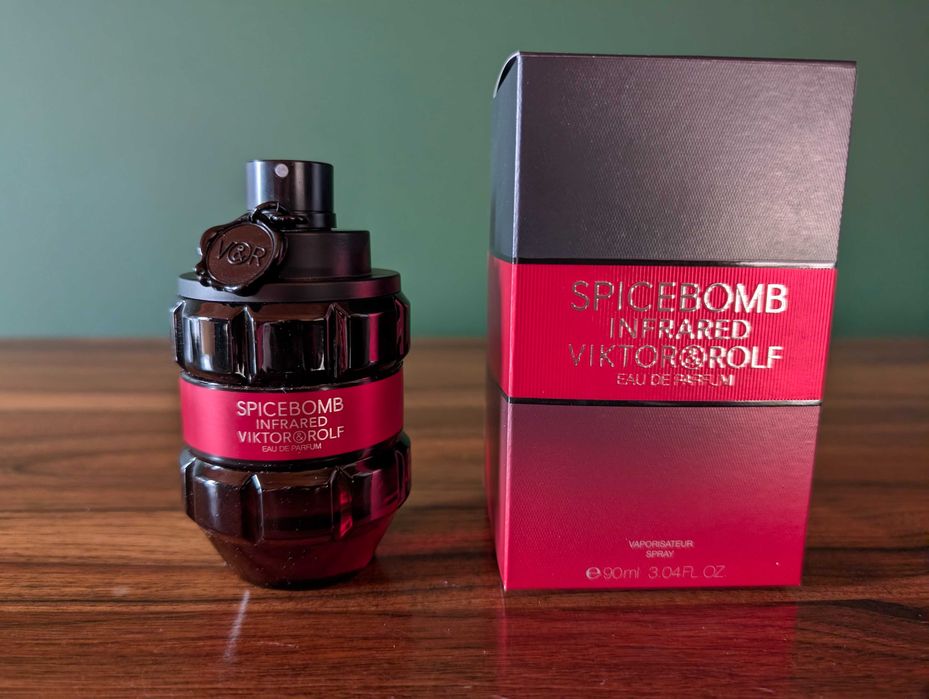 V&R
SPICEBOMB
INFRARED
VIKTOR&ROLF
EAU DE PARFUM
SPICEBOMB
INFRARED
VIKTOR&ROLF
EAU DE PARFUM
VAPORISATEUR
SPRAY
℮ 90ml 3.04 FL. OZ.